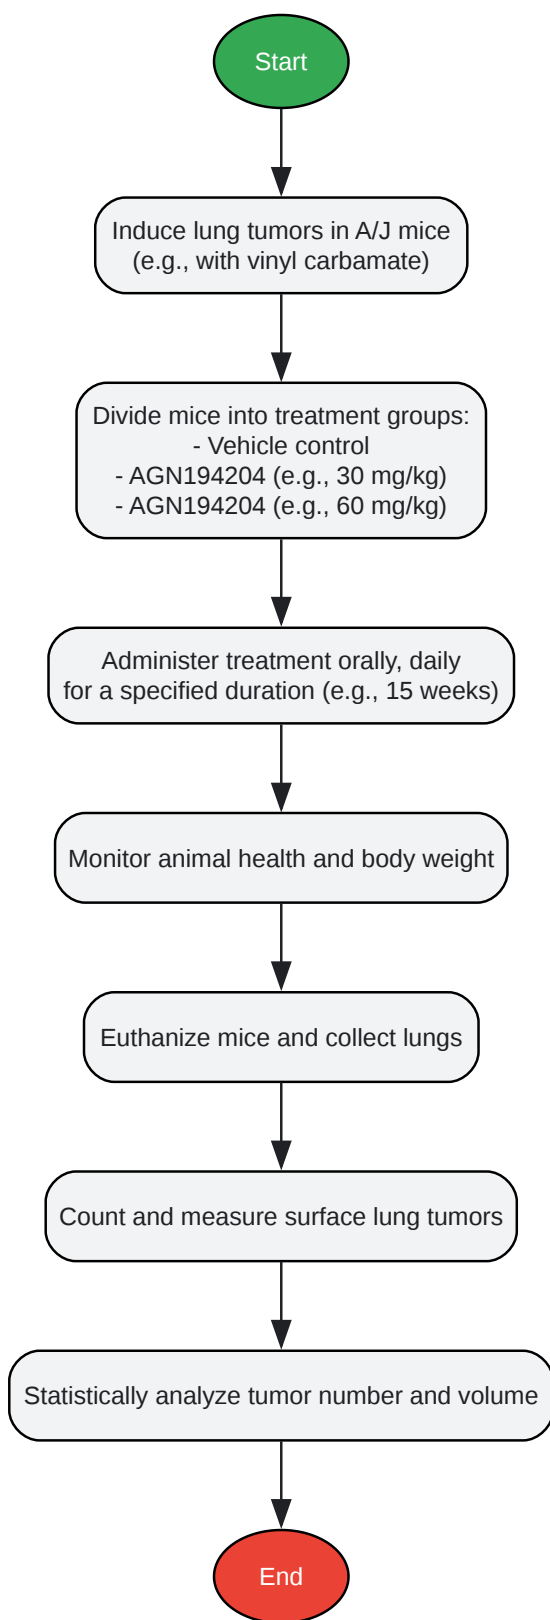 Start
Induce lung tumors in A/J mice
(e.g., with vinyl carbamate)
Divide mice into treatment groups:
- Vehicle control
- AGN194204 (e.g., 30 mg/kg)
- AGN194204 (e.g., 60 mg/kg)
Administer treatment orally, daily
for a specified duration (e.g., 15 weeks)
Monitor animal health and body weight
Euthanize mice and collect lungs
Count and measure surface lung tumors
Statistically analyze tumor number and volume
End